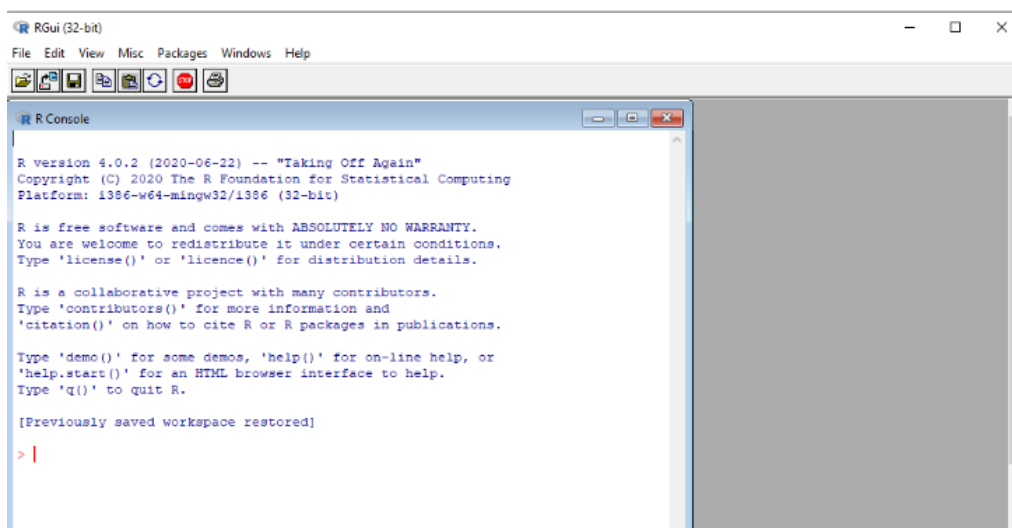 RGui (32-bit)
File Edit View Misc Packages Windows Help
STOP
R Console
R version 4.0.2 (2020-06-22) -- "Taking Off Again"
Copyright (C) 2020 The R Foundation for Statistical Computing
Platform: i386-w64-mingw32/i386 (32-bit)
R is free software and comes with ABSOLUTELY NO WARRANTY.
You are welcome to redistribute it under certain conditions.
Type 'license()' or 'licence()' for distribution details.
R is a collaborative project with many contributors.
Type 'contributors()' for more information and
'citation()' on how to cite R or R packages in publications.
Type 'demo()' for some demos, 'help()' for on-line help, or
'help.start()' for an HTML browser interface to help.
Type 'q()' to quit R.
[Previously saved workspace restored]
>